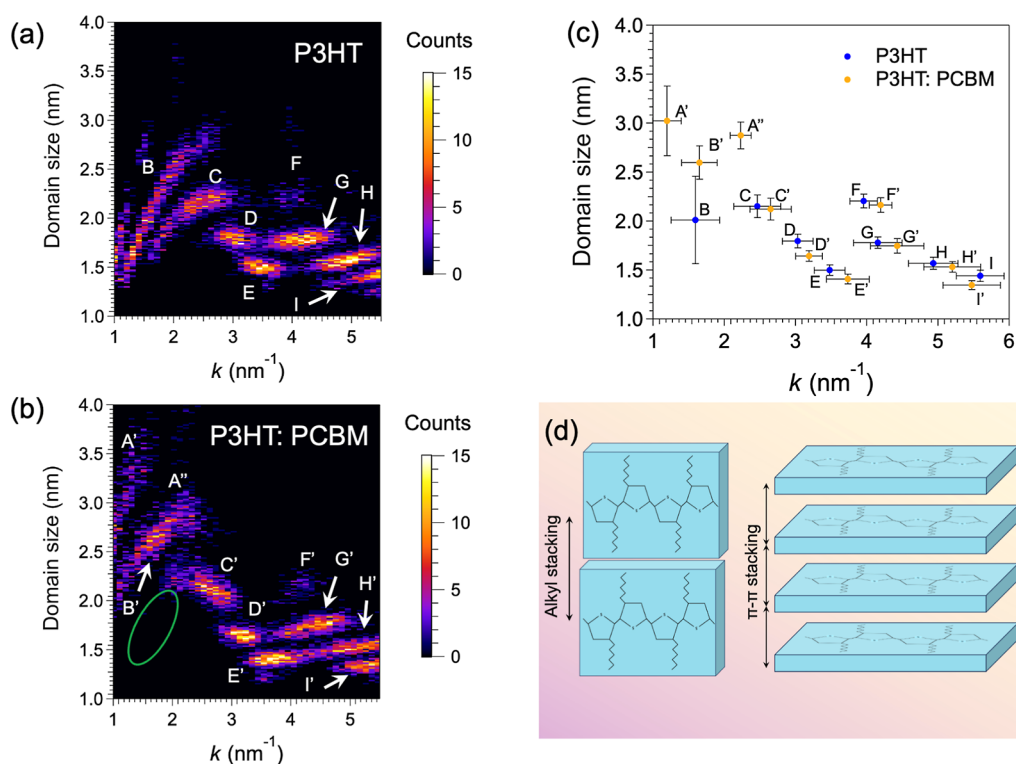 (a)
P3HT
Counts
4.0
3.5
3.0
2.5
2.0
1.5
1.0
Domain size (nm)
B
C
D
E
F
G
H
I
15
10
5
0
1
2
3
4
5
k (nm⁻¹)
(b)
P3HT: PCBM
Counts
4.0
3.5
3.0
2.5
2.0
1.5
1.0
Domain size (nm)
A'
A''
B'
C'
D'
E'
F'
G'
H'
I'
15
10
5
0
1
2
3
4
5
k (nm⁻¹)
(c)
P3HT
P3HT: PCBM
4.0
3.5
3.0
2.5
2.0
1.5
1.0
Domain size (nm)
A'
A''
B'
B
C
C'
D
D'
E
E'
F
F'
G
G'
H
H'
I
I'
1
2
3
4
5
6
k (nm⁻¹)
(d)
Alkyl stacking
π-π stacking